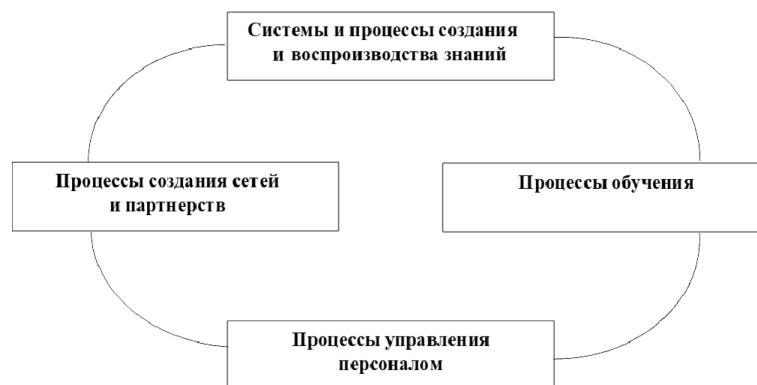 Системы и процессы создания
и воспроизводства знаний
Процессы создания сетей
и партнерств
Процессы обучения
Процессы управления
персоналом